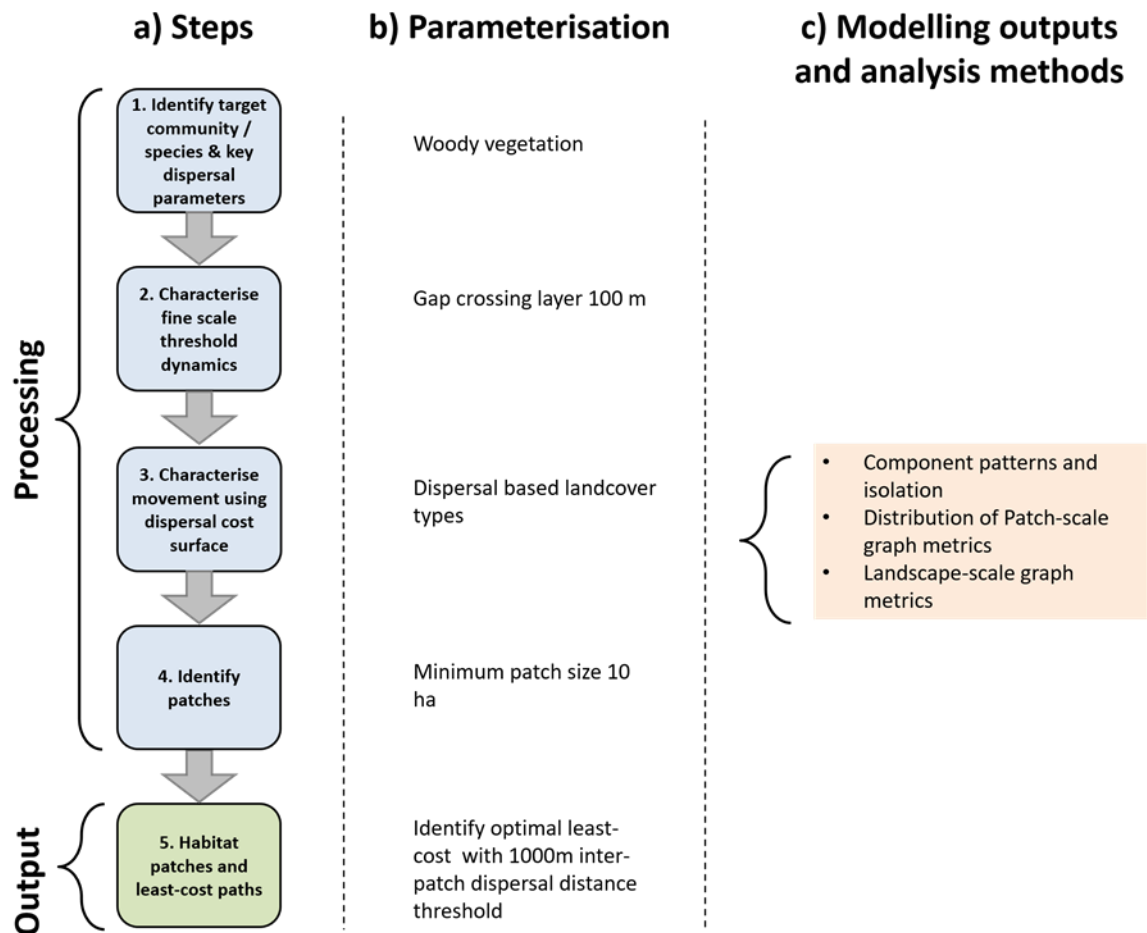 a) Steps
b) Parameterisation
c) Modelling outputs
and analysis methods
Processing
1. Identify target
community /
species & key
dispersal
parameters
Woody vegetation
2. Characterise
fine scale
threshold
dynamics
Gap crossing layer 100 m
3. Characterise
movement using
dispersal cost
surface
Dispersal based landcover
types
• Component patterns and
isolation
• Distribution of Patch-scale
graph metrics
• Landscape-scale graph
metrics
4. Identify
patches
Minimum patch size 10
ha
Output
5. Habitat
patches and
least-cost paths
Identify optimal least-
cost with 1000m inter-
patch dispersal distance
threshold